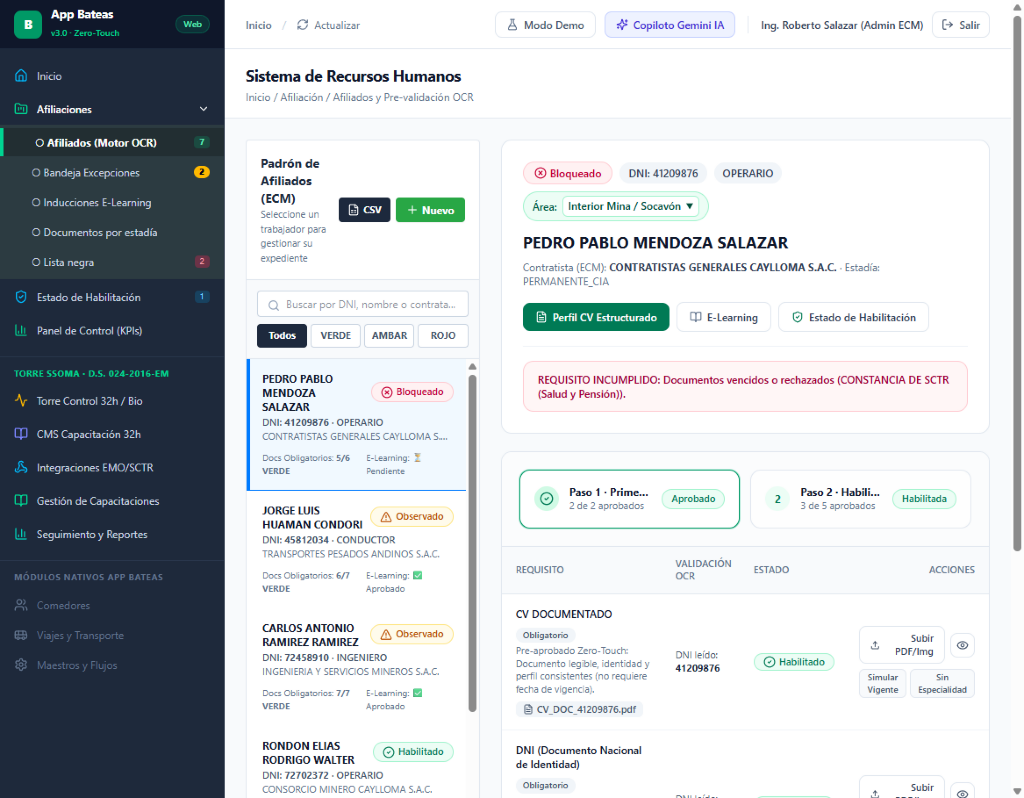 B
App Bateas
v3.0 · Zero-Touch
Web
Inicio
Afiliaciones
Afiliados (Motor OCR)
7
Bandeja Excepciones
2
Inducciones E-Learning
Documentos por estadía
Lista negra
2
Estado de Habilitación
1
Panel de Control (KPIs)
TORRE SSOMA · D.S. 024-2016-EM
Torre Control 32h / Bio
CMS Capacitación 32h
Integraciones EMO/SCTR
Gestión de Capacitaciones
Seguimiento y Reportes
MÓDULOS NATIVOS APP BATEAS
Comedores
Viajes y Transporte
Maestros y Flujos
Inicio / Actualizar
Modo Demo
Copiloto Gemini IA
Ing. Roberto Salazar (Admin ECM)
Salir
Sistema de Recursos Humanos
Inicio / Afiliación / Afiliados y Pre-validación OCR
Padrón de
Afiliados
(ECM)
Seleccione un
trabajador para
gestionar su
expediente
CSV
+ Nuevo
Buscar por DNI, nombre o contrata...
Todos
VERDE
AMBAR
ROJO
PEDRO PABLO
MENDOZA
SALAZAR
Bloqueado
DNI: 41209876 · OPERARIO
CONTRATISTAS GENERALES CAYLLOMA S....
Docs Obligatorios: 5/6
VERDE
E-Learning: ⏳
Pendiente
JORGE LUIS
HUAMAN CONDORI
Observado
DNI: 45812034 · CONDUCTOR
TRANSPORTES PESADOS ANDINOS S.A.C.
Docs Obligatorios: 6/7
VERDE
E-Learning: ✅
Aprobado
CARLOS ANTONIO
RAMIREZ RAMIREZ
Observado
DNI: 72458910 · INGENIERO
INGENIERIA Y SERVICIOS MINEROS S.A.C.
Docs Obligatorios: 7/7
VERDE
E-Learning: ✅
Aprobado
RONDON ELIAS
RODRIGO WALTER
Habilitado
DNI: 72702372 · OPERARIO
CONSORCIO MINERO CAYLLOMA S.A.C.
Bloqueado
DNI: 41209876
OPERARIO
Área: Interior Mina / Socavón ▼
PEDRO PABLO MENDOZA SALAZAR
Contratista (ECM): CONTRATISTAS GENERALES CAYLLOMA S.A.C. · Estadía:
PERMANENTE_CIA
Perfil CV Estructurado
E-Learning
Estado de Habilitación
REQUISITO INCUMPLIDO: Documentos vencidos o rechazados (CONSTANCIA DE SCTR
(Salud y Pensión)).
Paso 1 · Prime...
2 de 2 aprobados
Aprobado
2
Paso 2 · Habili...
3 de 5 aprobados
Habilitada
REQUISITO
VALIDACIÓN
OCR
ESTADO
ACCIONES
CV DOCUMENTADO
Obligatorio
Pre-aprobado Zero-Touch:
Documento legible, identidad y
perfil consistentes (no requiere
fecha de vigencia).
CV_DOC_41209876.pdf
DNI leído:
41209876
Habilitado
Subir
PDF/Img
Simular
Vigente
Sin
Especialidad
DNI (Documento Nacional
de Identidad)
Obligatorio
Subir